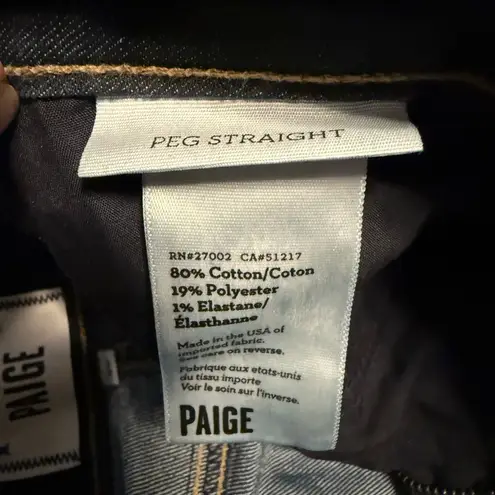 PEG STRAIGHT
RN#27002 CA#51217
80% Cotton/Coton
19% Polyester
1% Elastane/
Élasthanne
Made in the USA of
imported fabric.
See care on reverse.
Fabrique aux etats-unis
du tissu importe
Voir le soin sur l'inverse.
PAIGE
PAIGE